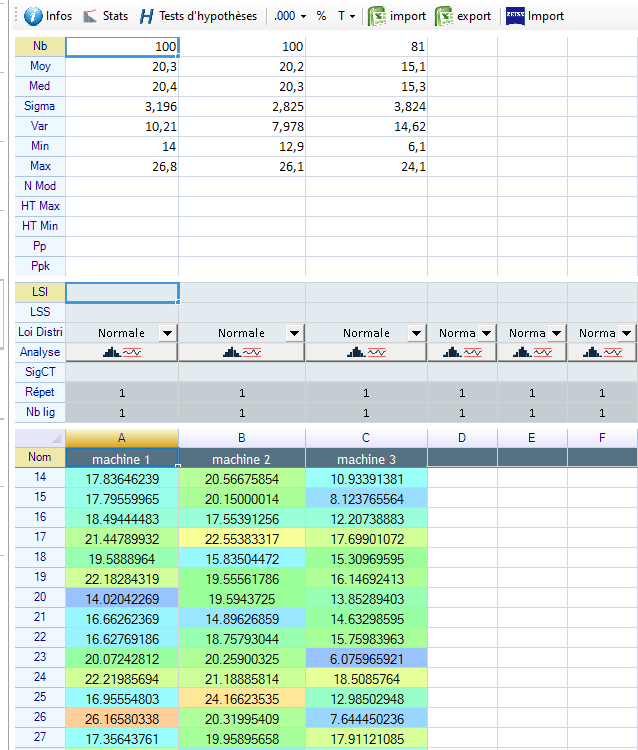 Infos Stats Tests d'hypothèses .000 % T import export ZEISS Import
Nb 100 100 81
Moy 20,3 20,2 15,1
Med 20,4 20,3 15,3
Sigma 3,196 2,825 3,824
Var 10,21 7,978 14,62
Min 14 12,9 6,1
Max 26,8 26,1 24,1
N Mod
HT Max
HT Min
Pp
Ppk
LSI
LSS
Loi Distri Normale Normale Normale Norma Norma Norma
Analyse
SigCT
Répet 1 1 1 1 1 1
Nb lig 1 1 1 1 1 1
A B C D E F
Nom machine 1 machine 2 machine 3
14 17.83646239 20.56675854 10.93391381
15 17.79559965 20.15000014 8.123765564
16 18.49444483 17.55391256 12.20738883
17 21.44789932 22.55383317 17.69901072
18 19.5888964 15.83504472 15.30969595
19 22.18284319 19.55561786 16.14692413
20 14.02042269 19.5943725 13.85289403
21 16.66262369 14.89626859 14.63298595
22 16.62769186 18.75793044 15.75983963
23 20.07242812 20.25900325 6.075965921
24 22.21985694 21.18885814 18.5085764
25 16.95554803 24.16623535 12.98502948
26 26.16580338 20.31995409 7.644450236
27 17.35643761 19.95895658 17.91121085